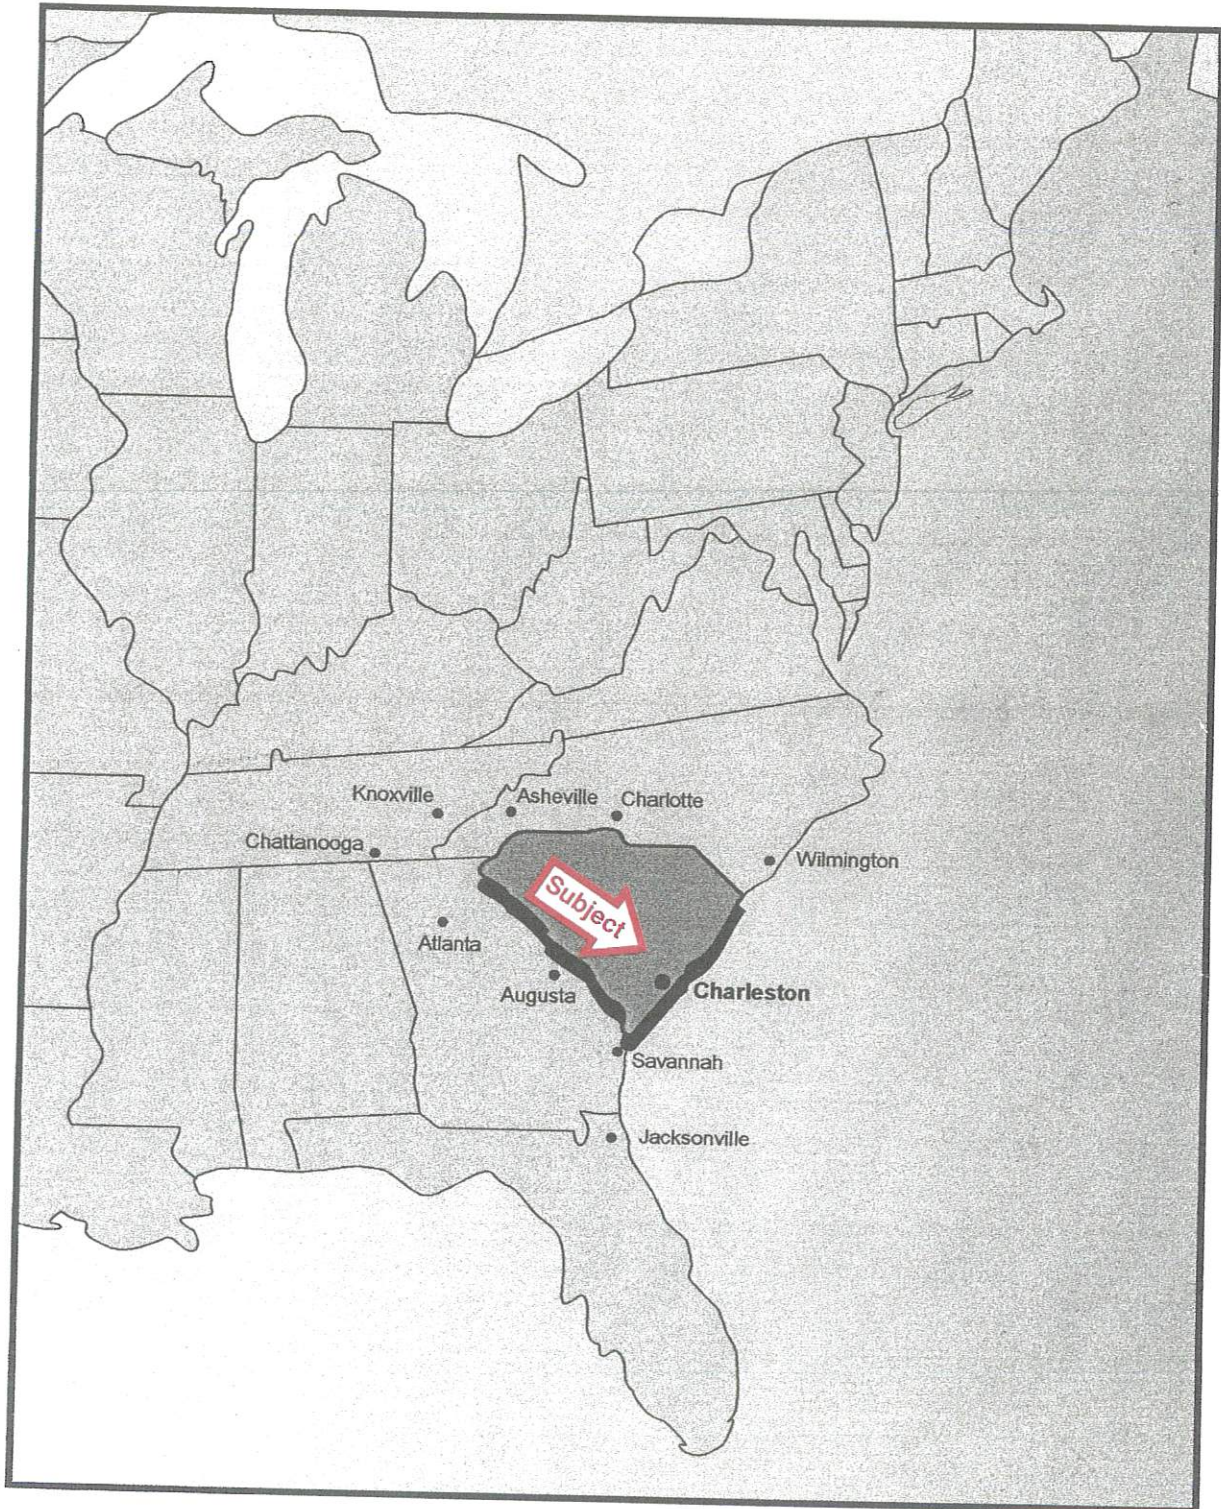 Knoxville
Asheville
Charlotte
Chattanooga
Wilmington
Subject
Atlanta
Augusta
Charleston
Savannah
Jacksonville